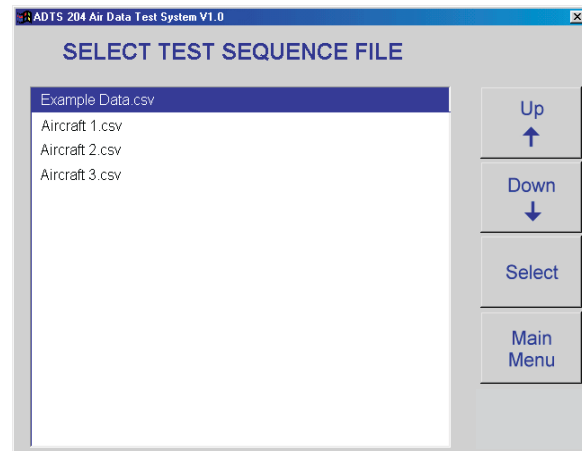 ADTS 204 Air Data Test System V1.0
SELECT TEST SEQUENCE FILE
Example Data.csv
Aircraft 1.csv
Aircraft 2.csv
Aircraft 3.csv
Up
↑
Down
↓
Select
Main
Menu